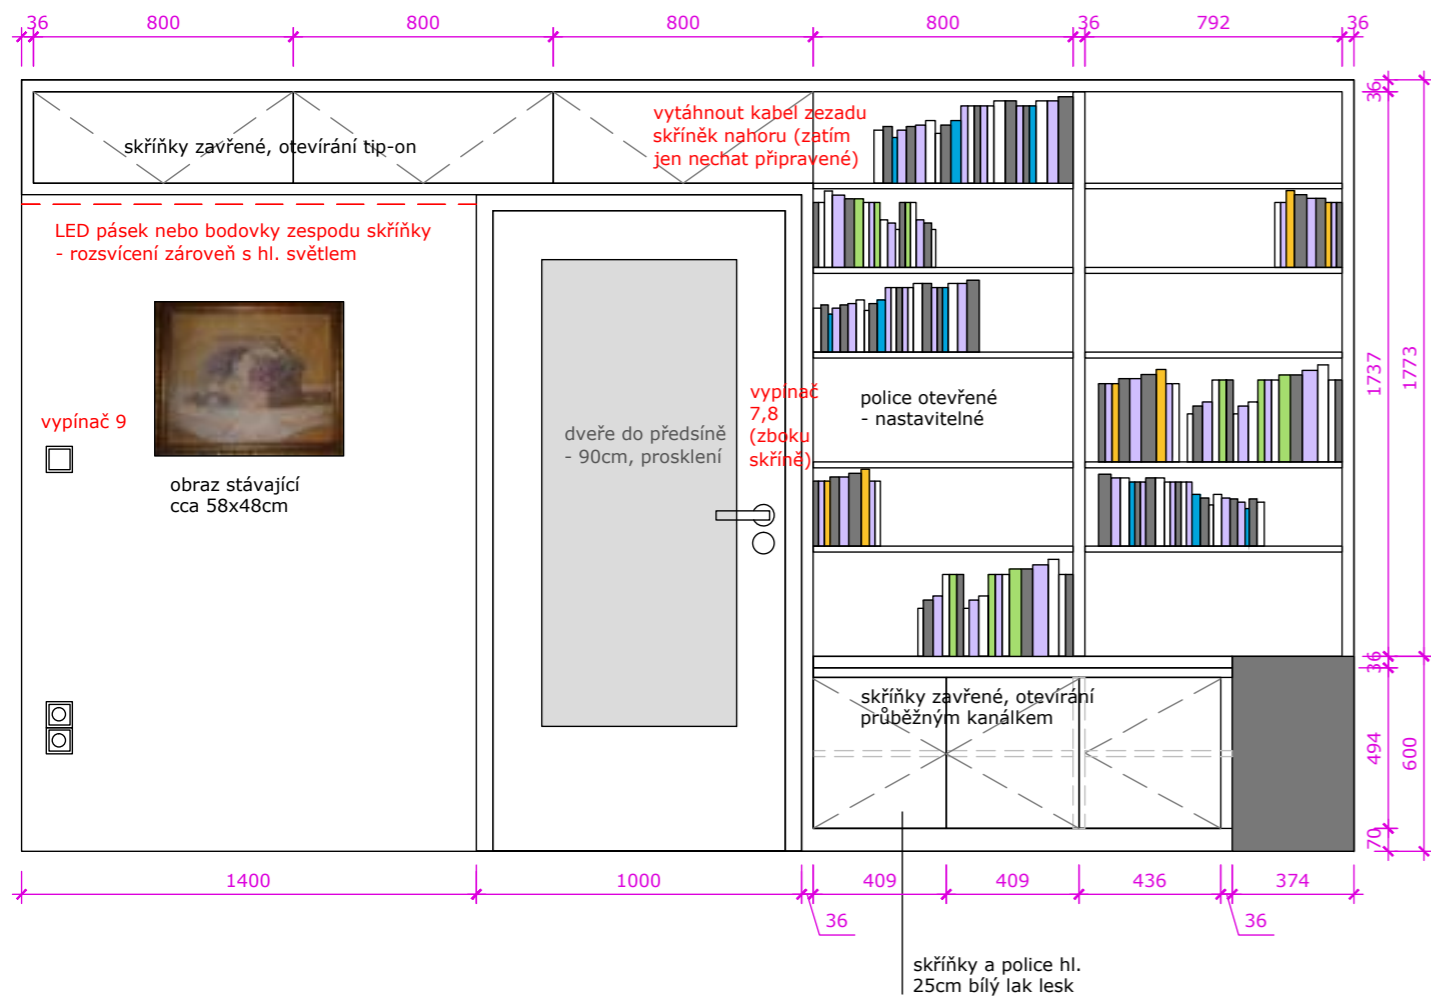 36 800 800 800 800 36 792 36
vytáhnout kabel zezadu
skříněk nahoru (zatím
jen nechat připravené)
skříňky zavřené, otevírání tip-on
36
LED pásek nebo bodovky zespodu skříňky
- rozsvícení zároveň s hl. světlem
1737
1773
vypínač 9
vypínač
7,8
(zboku
skříně)
police otevřené
- nastavitelné
dveře do předsíně
- 90cm, prosklení
obraz stávající
cca 58x48cm
36
skříňky zavřené, otevírání
průběžným kanálkem
494
600
70
1400 1000 409 409 436 374
36 36
skříňky a police hl.
25cm bílý lak lesk